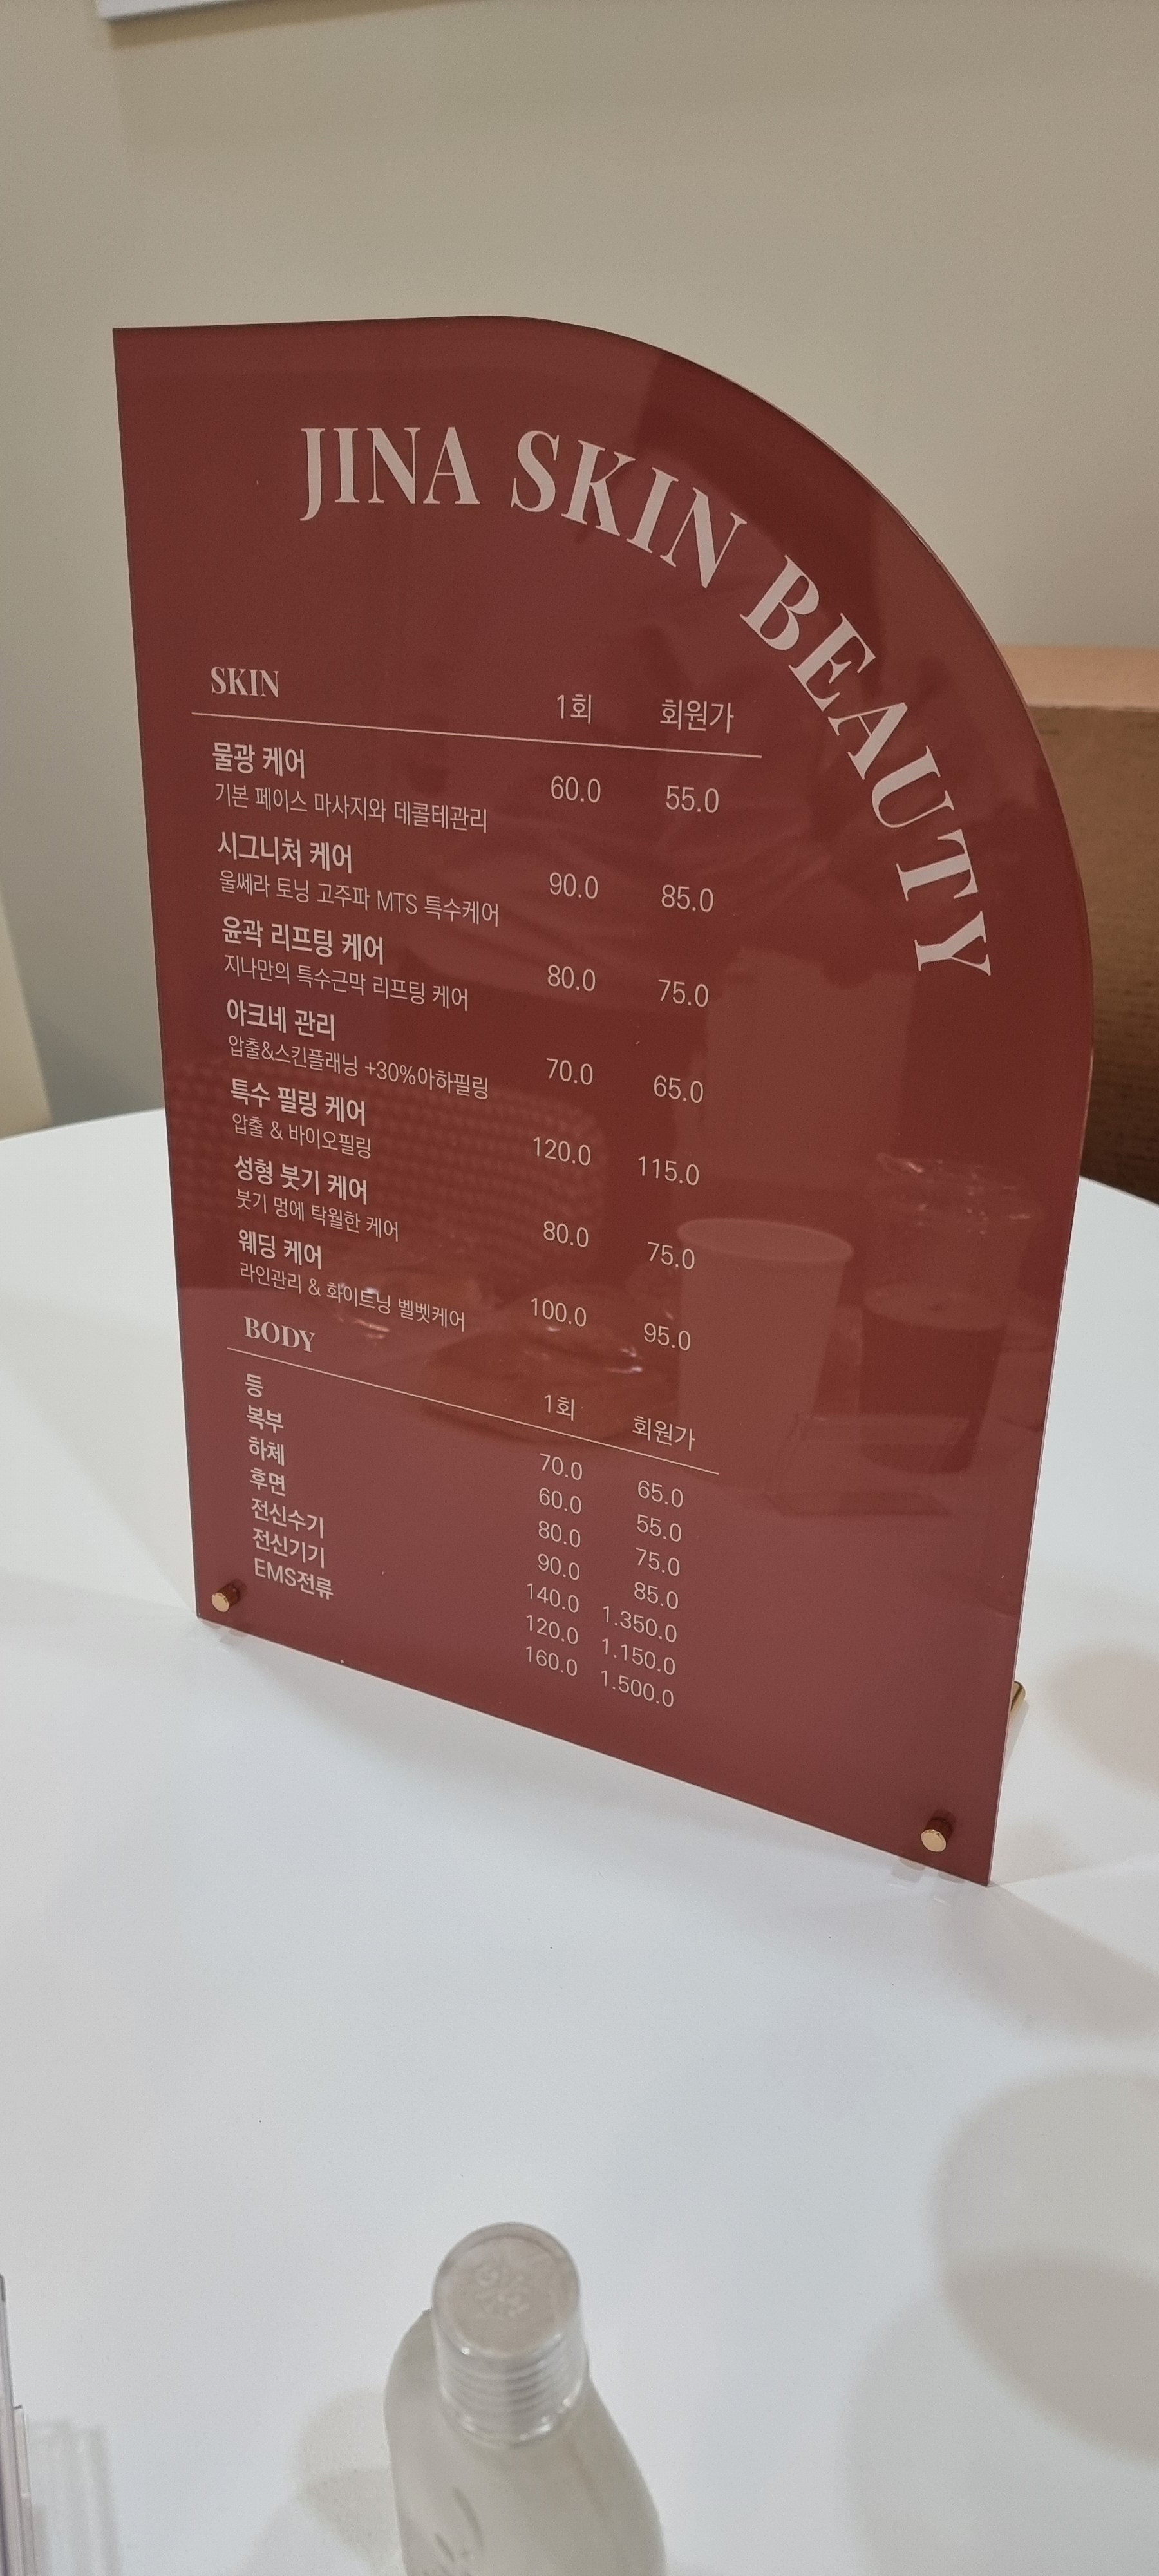 JINA SKIN BEAUTY
SKIN 1회 회원가
물광 케어 60.0 55.0
기본 페이스 마사지와 데콜테관리
시그니처 케어 90.0 85.0
울쎄라 토닝 고주파 MTS 특수케어
윤곽 리프팅 케어 80.0 75.0
지나만의 특수근막 리프팅 케어
아크네 관리 70.0 65.0
압출&스킨플래닝 +30%아하필링
특수 필링 케어 120.0 115.0
압출 & 바이오필링
성형 붓기 케어 80.0 75.0
붓기 멍에 탁월한 케어
웨딩 케어 100.0 95.0
라인관리 & 화이트닝 벨벳케어
BODY 1회 회원가
등 70.0 65.0
복부 60.0 55.0
하체 80.0 75.0
후면 90.0 85.0
전신수기 140.0 1.350.0
전신기기 120.0 1.150.0
EMS전류 160.0 1.500.0